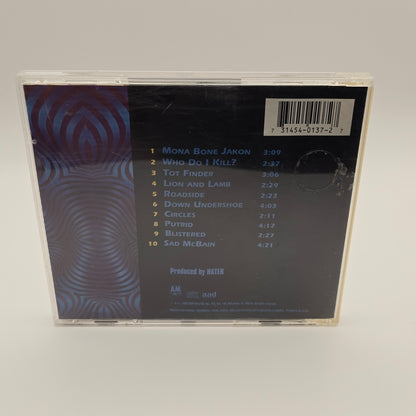 7 31454-0137-2 7
1 Mona Bone Jakon 3:09
2 Who Do I Kill? 2:37
3 Tot Finder 3:06
4 Lion and Lamb 2:29
5 Roadside 2:23
6 Down Undershoe 4:03
7 Circles 2:11
8 Putrid 4:17
9 Blistered 2:27
10 Sad McBain 4:21
Produced by HATER
A&M